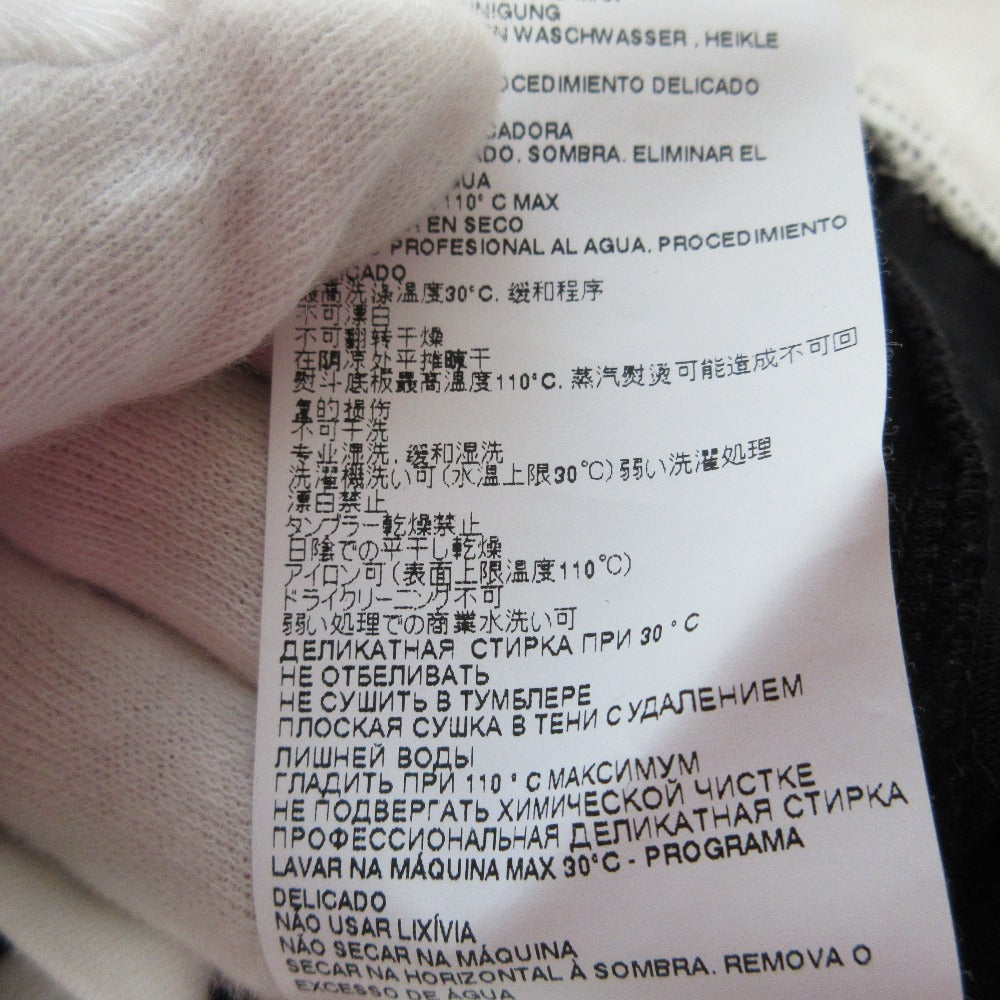 WASCHWASSER, HEIKLE
DELICADO
SOMBRA. ELIMINAR EL
110° C MAX
EN SECO
PROFESIONAL AL AGUA. PROCEDIMIENTO
最高洗涤温度30°C. 缓和程序
不可漂白
不可翻转干燥
在阴凉处平摊晾干
熨斗底板最高温度110°C. 蒸汽熨烫可能造成不可回
复的损伤
不可干洗
专业湿洗. 缓和湿洗
洗濯機洗い可(水温上限30℃)弱い洗濯処理
漂白禁止
タンブラー乾燥禁止
日陰での平干し乾燥
アイロン可(表面上限温度110℃)
ドライクリーニング不可
弱い処理での商業水洗い可
ДЕЛИКАТНАЯ СТИРКА ПРИ 30 ° C
НЕ ОТБЕЛИВАТЬ
НЕ СУШИТЬ В ТУМБЛЕРЕ
ПЛОСКАЯ СУШКА В ТЕНИ С УДАЛЕНИЕМ
ЛИШНЕЙ ВОДЫ
ГЛАДИТЬ ПРИ 110 ° C МАКСИМУМ
НЕ ПОДВЕРГАТЬ ХИМИЧЕСКОЙ ЧИСТКЕ
ПРОФЕССИОНАЛЬНАЯ ДЕЛИКАТНАЯ СТИРКА
LAVAR NA MÁQUINA MAX 30°C - PROGRAMA
DELICADO
NÃO USAR LIXÍVIA
NÃO SECAR NA MÁQUINA
SECAR NA HORIZONTAL À SOMBRA. REMOVA O
EXCESSO DE ÁGUA